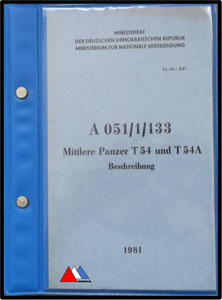 MINISTERRAT
DER DEUTSCHEN DEMOKRATISCHEN REPUBLIK
MINISTERIUM FÜR NATIONALE VERTEIDIGUNG
A 051/1/133
Mittlere Panzer T 54 und T 54A
Beschreibung
1981